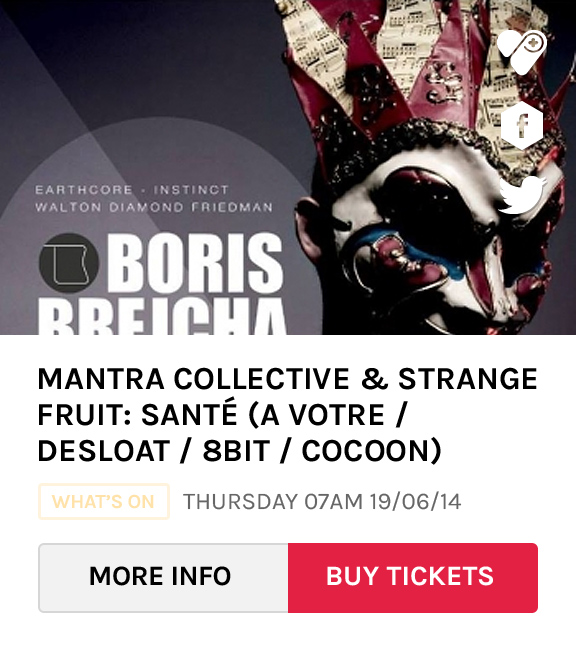 EARTHCORE - INSTINCT
WALTON DIAMOND FRIEDMAN
BORIS
BREJCHA
MANTRA COLLECTIVE & STRANGE
FRUIT: SANTÉ (A VOTRE /
DESLOAT / 8BIT / COCOON)
WHAT'S ON THURSDAY 07AM 19/06/14
MORE INFO BUY TICKETS